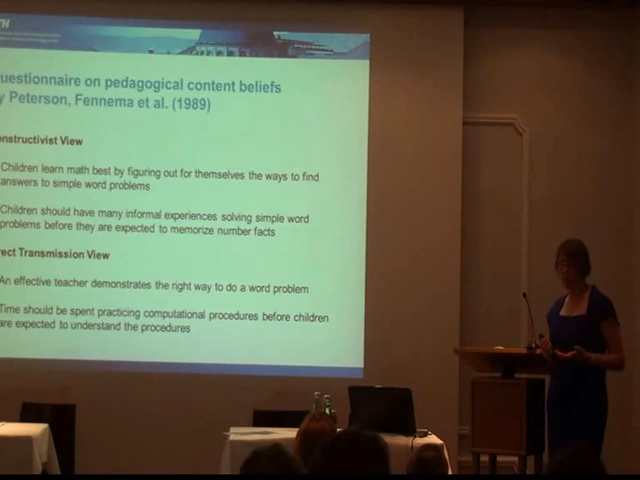 TH
uestionnaire on pedagogical content beliefs
y Peterson, Fennema et al. (1989)
onstructivist View
Children learn math best by figuring out for themselves the ways to find
answers to simple word problems
Children should have many informal experiences solving simple word
problems before they are expected to memorize number facts
rect Transmission View
An effective teacher demonstrates the right way to do a word problem
Time should be spent practicing computational procedures before children
are expected to understand the procedures